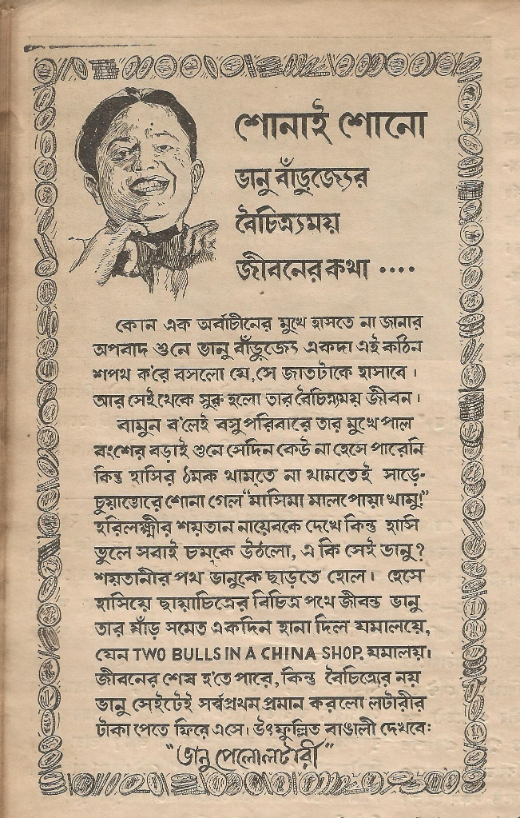 শোনাই শোনো
ভানু বাঁড়ুজ্যের
বৈচিত্র্যময়
জীবনের কথা ....
কোন এক অর্বাচীনের মুখে হাসতে না জানার
অপবাদ শুনে ভানু বাঁড়ুজ্যে একদা এই কঠিন
শপথ ক'রে বসলো যে, সে জাতটাকে হাসাবে।
আর সেই থেকে সুরু হলো তার বৈচিত্র্যময় জীবন।
বামুন ব'লেই বসু পরিবারে তার মুখে পাল
বংশের বড়াই শুনে সেদিন কেউ না হেসে পারেনি
কিন্তু হাসির ঠমক থামতে না থামতেই সাড়ে-
চুয়াত্তোরে শোনা গেল "মাসিমা মালপোয়া খামু!"
হরিলক্ষ্মীর শয়তান নায়েবকে দেখে কিন্তু হাসি
ভুলে সবাই চমকে উঠলো, এ কি সেই ভানু?
শয়তানীর পথ ভানুকে ছাড়তে হোল। হেসে
হাসিয়ে ছায়াচিত্রের বিচিত্র পথে জীবন্ত ভানু
তার ষাঁড় সমেত একদিন হানা দিল যমালয়ে,
যেন TWO BULLS IN A CHINA SHOP. যমালয়।
জীবনের শেষ হ'তে পারে, কিন্তু বৈচিত্র্যের নয়
ভানু সেইটেই সর্বপ্রথম প্রমান করলো লটারীর
টাকা পেতে ফিরে এসে। উৎফুল্লিত বাঙালী দেখবে:
"ভানু পেলো লটারী"